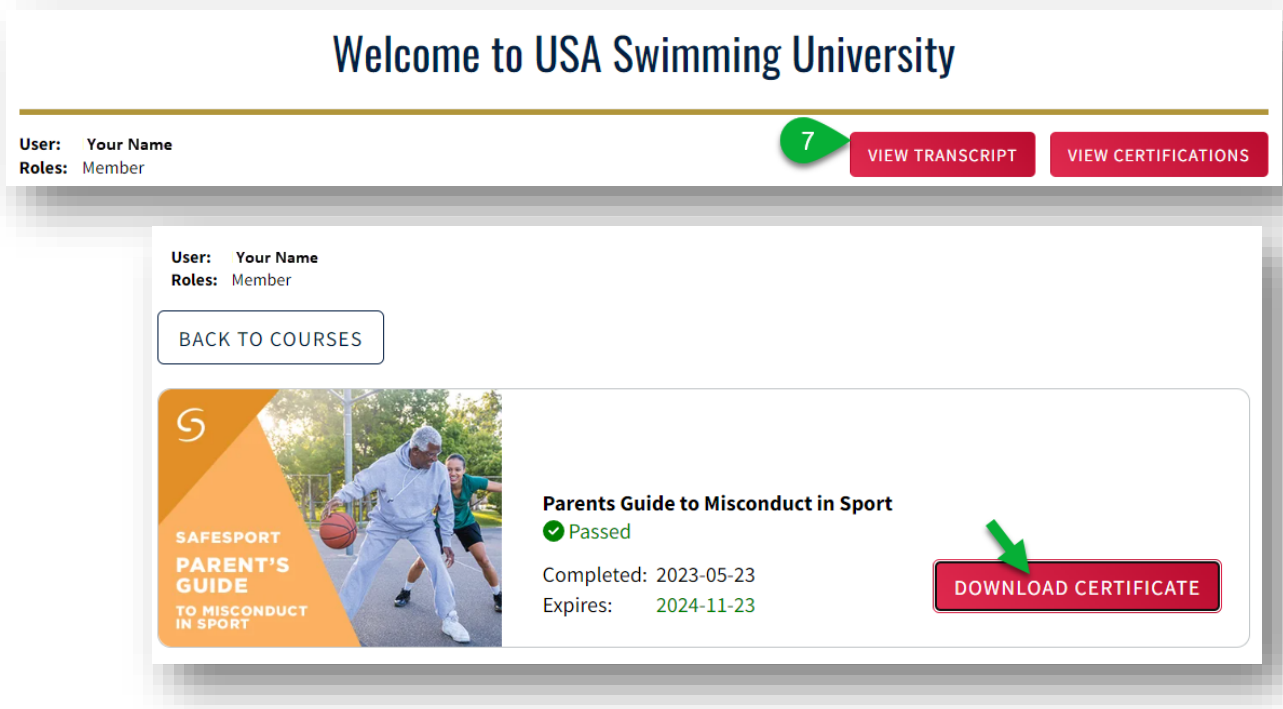 Welcome to USA Swimming University
User: Your Name
Roles: Member
7
VIEW TRANSCRIPT
VIEW CERTIFICATIONS
User: Your Name
Roles: Member
BACK TO COURSES
SAFESPORT
PARENT'S
GUIDE
TO MISCONDUCT
IN SPORT
Parents Guide to Misconduct in Sport
Passed
Completed: 2023-05-23
Expires: 2024-11-23
DOWNLOAD CERTIFICATE